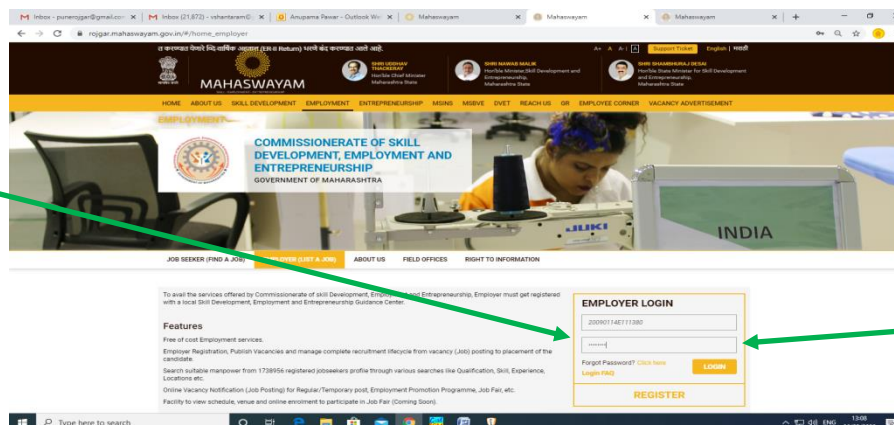 Inbox - punerojgar@gmail.com
Inbox (21,872) - vshantaram@
Anupama Pawar - Outlook Web
Mahaswayam
Mahaswayam
Mahaswayam
rojgar.mahaswayam.gov.in/#/home_employer
A+ A A-
A
Support Ticket
English | मराठी
MAHASWAYAM
SHRI UDDHAV
THACKERAY
Hon'ble Chief Minister
Maharashtra State
SHRI NAWAB MALIK
Hon'ble Minister,Skill Development and
Entrepreneurship,
Maharashtra State
SHRI SHAMBHURAJ DESAI
Hon'ble State Minister for Skill Development
and Entrepreneurship,
Maharashtra State
HOME ABOUT US SKILL DEVELOPMENT EMPLOYMENT ENTREPRENEURSHIP MSINS MSBVE DVET REACH US GR EMPLOYEE CORNER VACANCY ADVERTISEMENT
EMPLOYMENT
COMMISSIONERATE OF SKILL
DEVELOPMENT, EMPLOYMENT AND
ENTREPRENEURSHIP
GOVERNMENT OF MAHARASHTRA
JUKI
INDIA
JOB SEEKER (FIND A JOB) EMPLOYER (LIST A JOB) ABOUT US FIELD OFFICES RIGHT TO INFORMATION
To avail the services offered by Commissionerate of skill Development, Employment and Entrepreneurship, Employer must get registered
with a local Skill Development, Employment and Entrepreneurship Guidance Center.
Features
Free of cost Employment services.
Employer Registration, Publish Vacancies and manage complete recruitment lifecycle from vacancy (Job) posting to placement of the
candidate.
Search suitable manpower from 1738956 registered jobseekers profile through various searches like Qualification, Skill, Experience,
Locations etc.
Online Vacancy Notification (Job Posting) for Regular/Temporary post, Employment Promotion Programme, Job Fair, etc.
Facility to view schedule, venue and online enrolment to participate in Job Fair (Coming Soon).
EMPLOYER LOGIN
20090114E111380
Forgot Password? Click here
Login FAQ
LOGIN
REGISTER
Type here to search
ENG
13:08